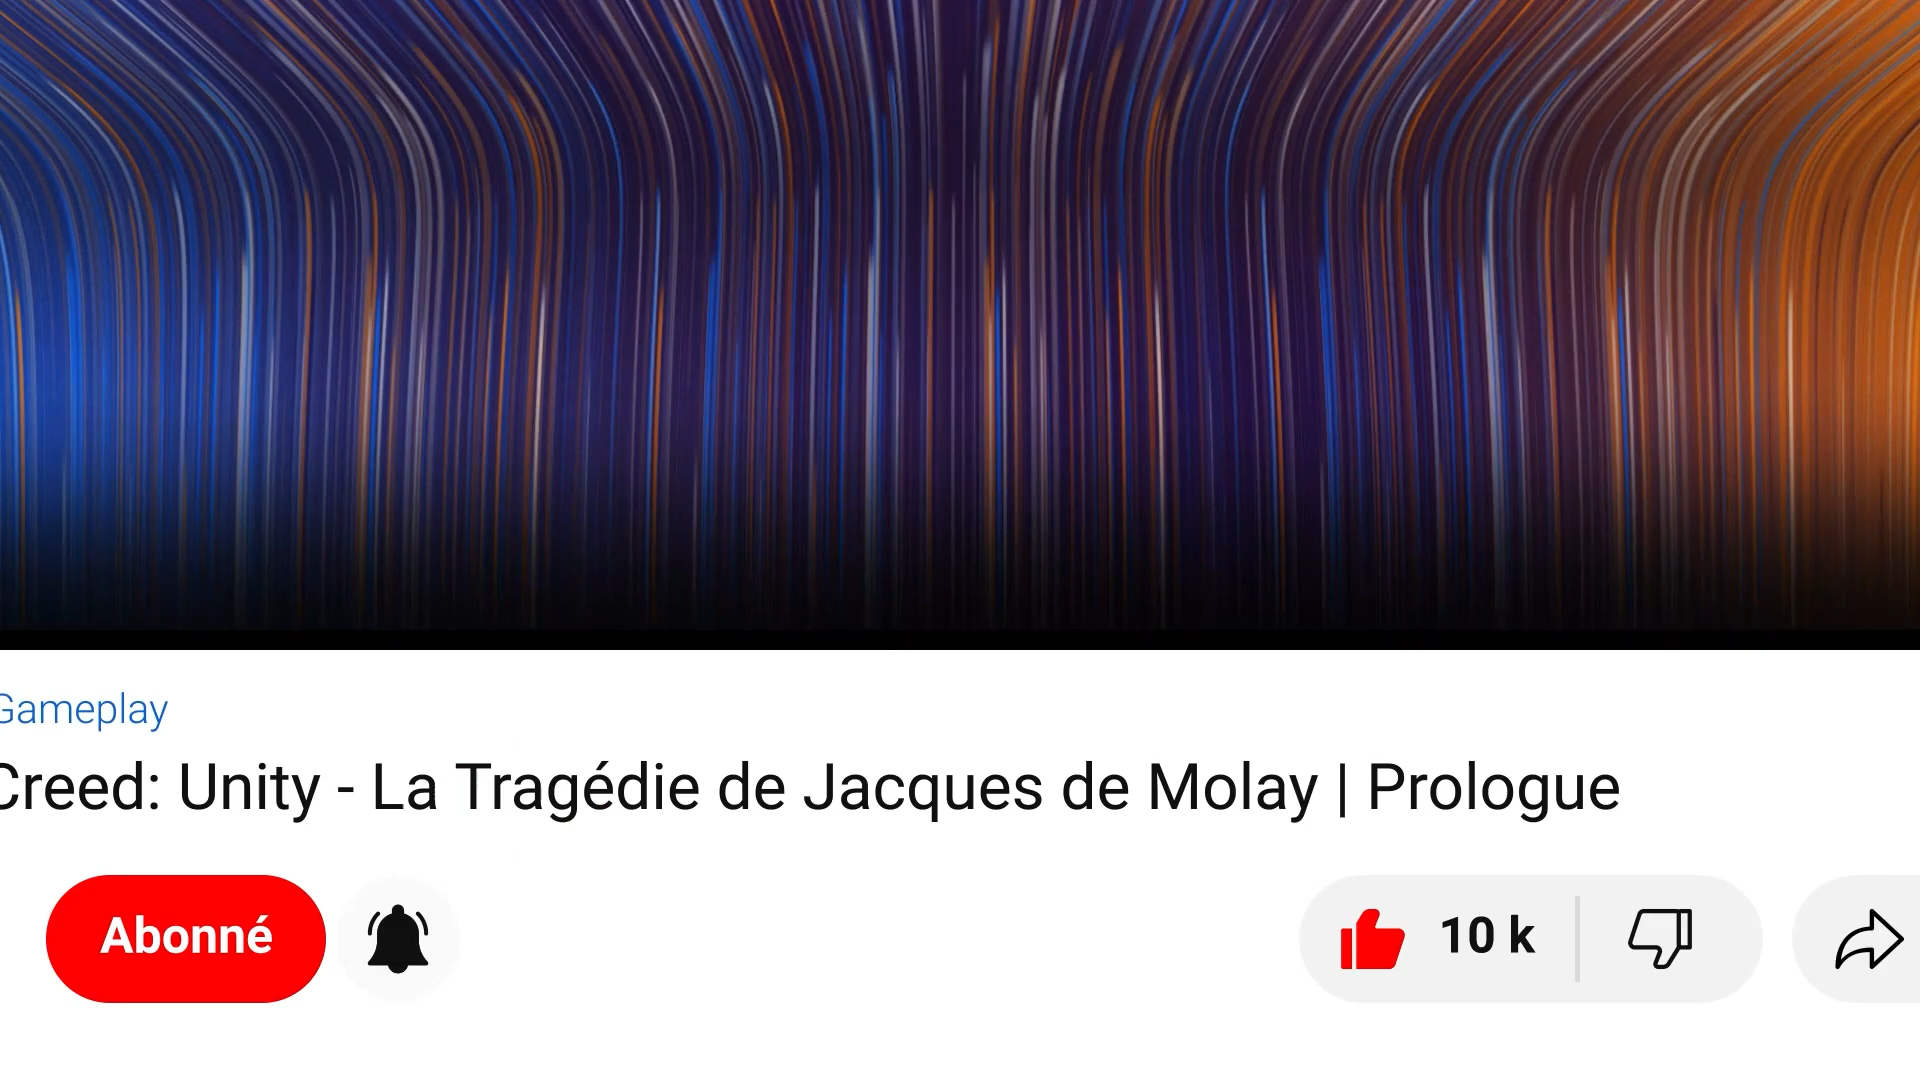 Gameplay
Creed: Unity - La Tragédie de Jacques de Molay | Prologue
Abonné
10 k